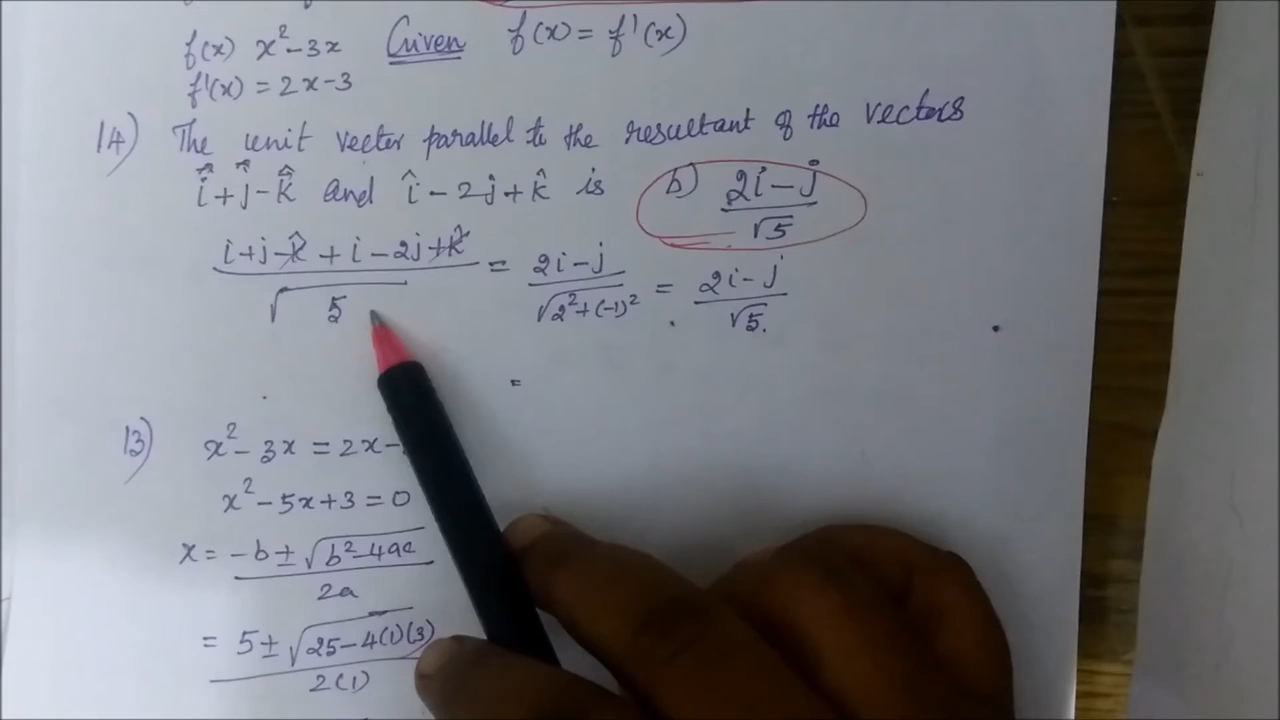 f(x) x²-3x Given f(x) = f'(x)
f'(x) = 2x-3
14) The unit vector parallel to the resultant of the vectors
î+ĵ-k̂ and î-2j+k̂ is b) 2i-j / √5
i+j-k̂+i-2j+k̂ / √5 = 2i-j / √2²+(-1)² = 2i-j / √5.
=
13) x²-3x = 2x-
x²-5x+3=0
x = -b±√b²-4ac / 2a
= 5±√25-4(1)(3) / 2(1)